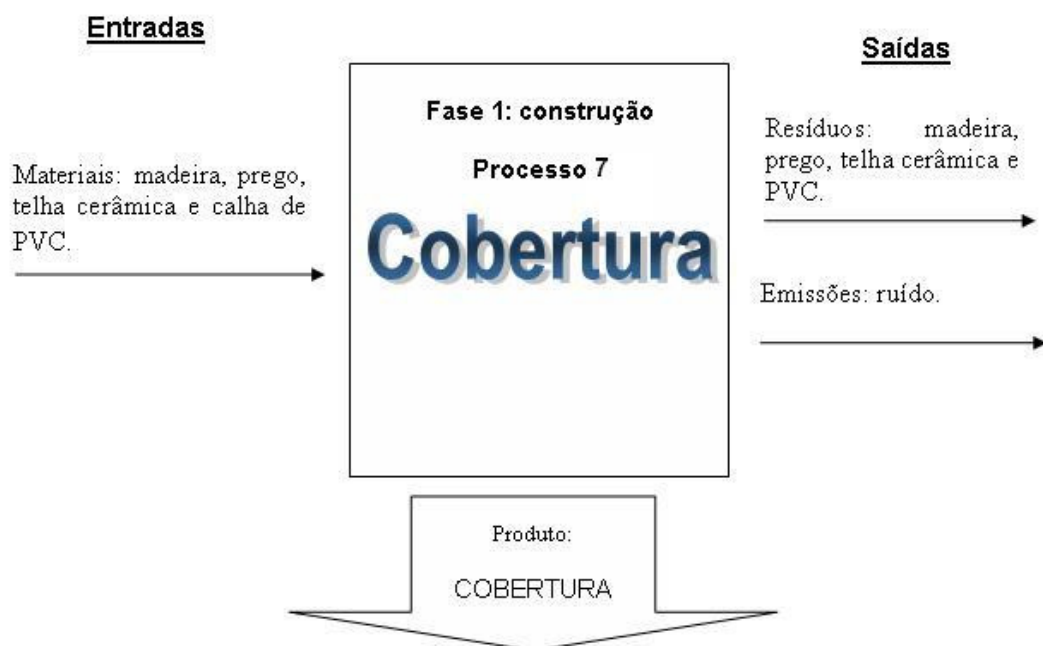 Entradas
Materiais: madeira, prego,
telha cerâmica e calha de
PVC.
Fase 1: construção
Processo 7
Cobertura
Saídas
Resíduos: madeira,
prego, telha cerâmica e
PVC.
Emissões: ruído.
Produto:
COBERTURA